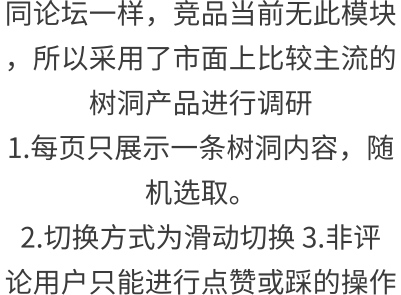 同论坛一样，竞品当前无此模块
，所以采用了市面上比较主流的
树洞产品进行调研
1.每页只展示一条树洞内容，随
机选取。
2.切换方式为滑动切换 3.非评
论用户只能进行点赞或踩的操作